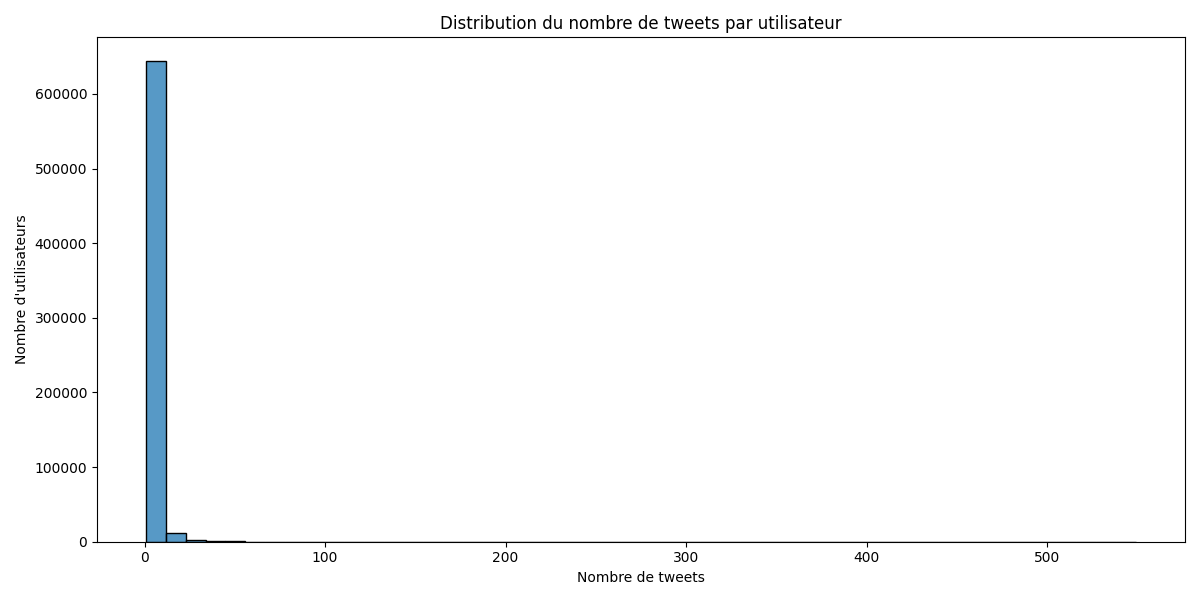 Distribution du nombre de tweets par utilisateur
Nombre d'utilisateurs
600000
500000
400000
300000
200000
100000
0
0 100 200 300 400 500
Nombre de tweets